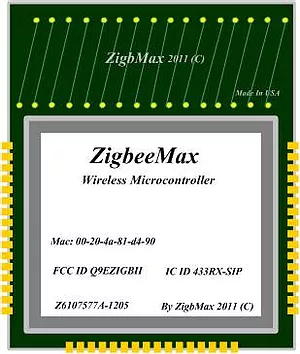 ZigbMax 2011 (C)
Made In USA
ZigbeeMax
Wireless Microcontroller
Mac: 00-20-4a-81-d4-90
FCC ID Q9EZIGBII IC ID 433RX-SIP
Z6107577A-1205 By ZigbMax 2011 (C)